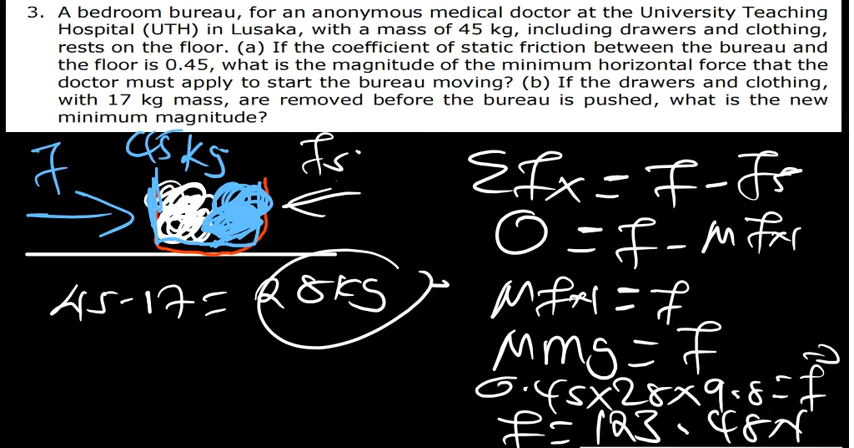 3. A bedroom bureau, for an anonymous medical doctor at the University Teaching
Hospital (UTH) in Lusaka, with a mass of 45 kg, including drawers and clothing,
rests on the floor. (a) If the coefficient of static friction between the bureau and
the floor is 0.45, what is the magnitude of the minimum horizontal force that the
doctor must apply to start the bureau moving? (b) If the drawers and clothing,
with 17 kg mass, are removed before the bureau is pushed, what is the new
minimum magnitude?
F
45 kg
fs
45-17= 28kg
Σfx = F - fs
0 = F - μ fN
μfN = F
μmg = F
0.45x28x9.8=F
F= 123.48N